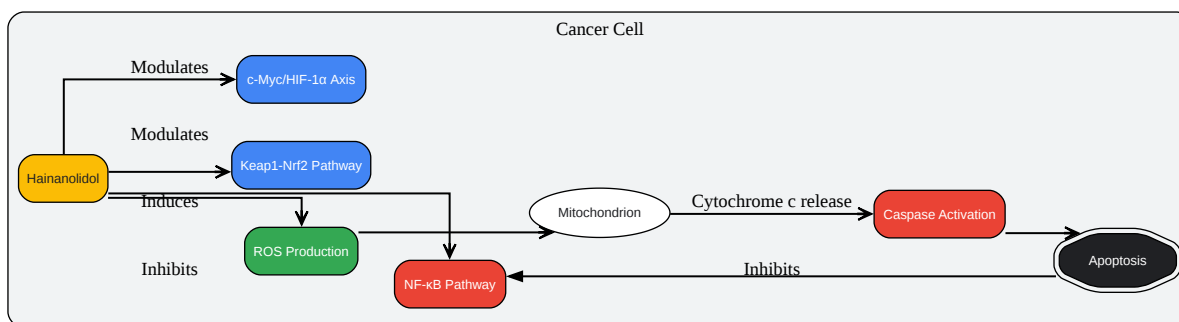 Cancer Cell
Modulates
c-Myc/HIF-1α Axis
Modulates
Keap1-Nrf2 Pathway
Hainanolidol
Induces
Mitochondrion
Cytochrome c release
Caspase Activation
ROS Production
Apoptosis
Inhibits
NF-κB Pathway
Inhibits